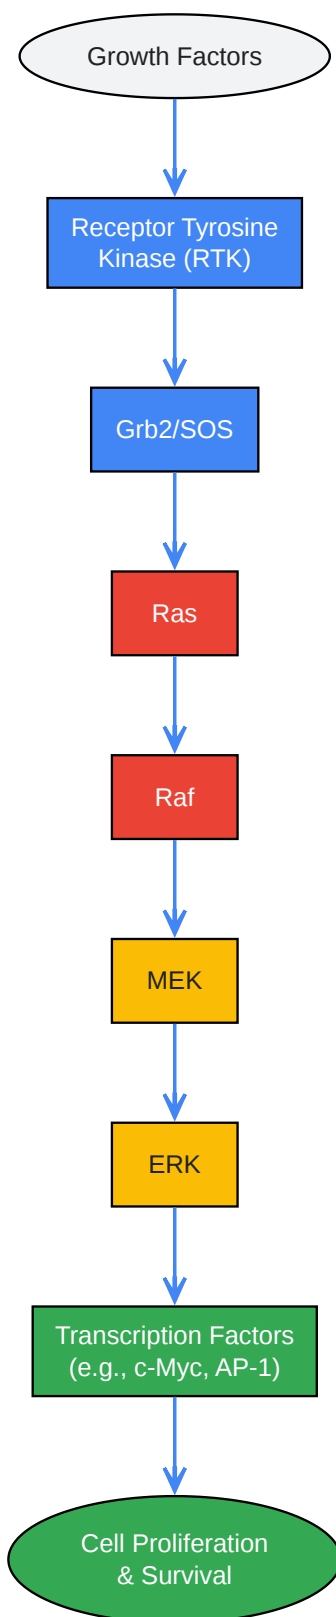 Growth Factors
Receptor Tyrosine
Kinase (RTK)
Grb2/SOS
Ras
Raf
MEK
ERK
Transcription Factors
(e.g., c-Myc, AP-1)
Cell Proliferation
& Survival